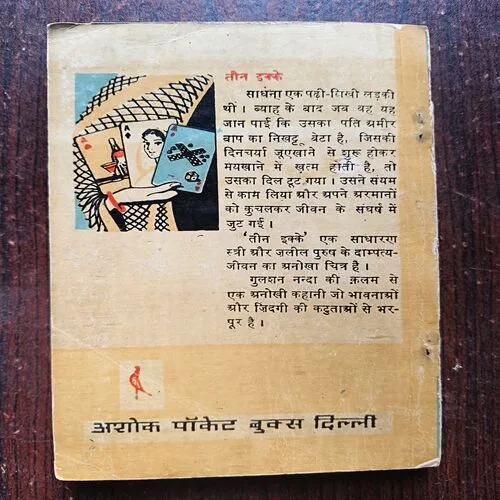 तीन इक्के
साधना एक पढ़ी-लिखी लड़की
थी । ब्याह के बाद जब वह यह
जान पाई कि उसका पति अमीर
बाप का निखट्टू बेटा है, जिसकी
दिनचर्या जूएखाने से शुरू होकर
मयखाने में खत्म होती है, तो
उसका दिल टूट गया । उसने संयम
से काम लिया और अपने अरमानों
को कुचलकर जीवन के संघर्ष में
जुट गई ।
'तीन इक्के' एक साधारण
स्त्री और ज़लील पुरुष के दाम्पत्य-
जीवन का अनोखा चित्र है ।
गुलशन नन्दा की क़लम से
एक अनोखी कहानी जो भावनाओं
और ज़िंदगी की कटुताओं से भर-
पूर है ।
अशोक पॉकेट बुक्स दिल्ली